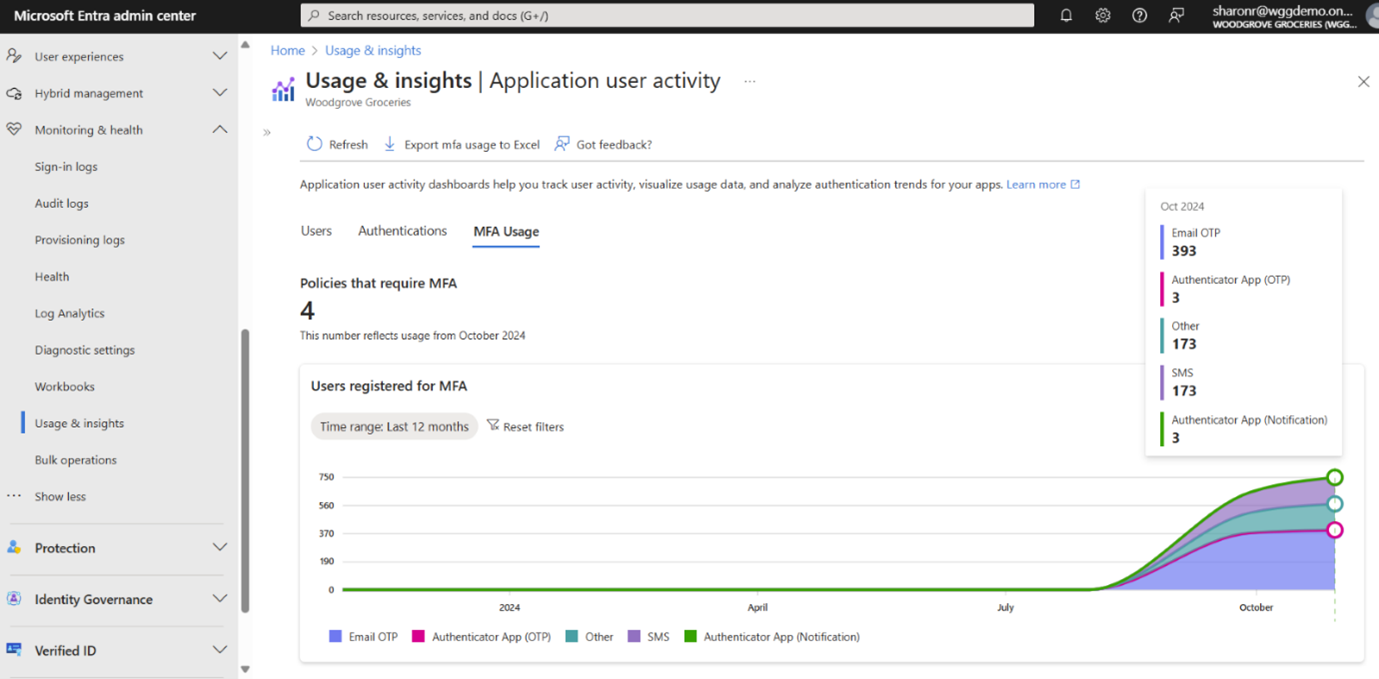 Microsoft Entra admin center
Search resources, services, and docs (G+/)
sharonr@wggdemo.on...
WOODGROVE GROCERIES (WGG...
User experiences
Hybrid management
Monitoring & health
Sign-in logs
Audit logs
Provisioning logs
Health
Log Analytics
Diagnostic settings
Workbooks
Usage & insights
Bulk operations
Show less
Protection
Identity Governance
Verified ID
Home > Usage & insights
Usage & insights | Application user activity ...
Woodgrove Groceries
Refresh Export mfa usage to Excel Got feedback?
Application user activity dashboards help you track user activity, visualize usage data, and analyze authentication trends for your apps. Learn more
Users Authentications MFA Usage
Policies that require MFA
4
This number reflects usage from October 2024
Users registered for MFA
Time range: Last 12 months Reset filters
Oct 2024
Email OTP
393
Authenticator App (OTP)
3
Other
173
SMS
173
Authenticator App (Notification)
3
750
560
370
190
0
2024 April July October
Email OTP Authenticator App (OTP) Other SMS Authenticator App (Notification)